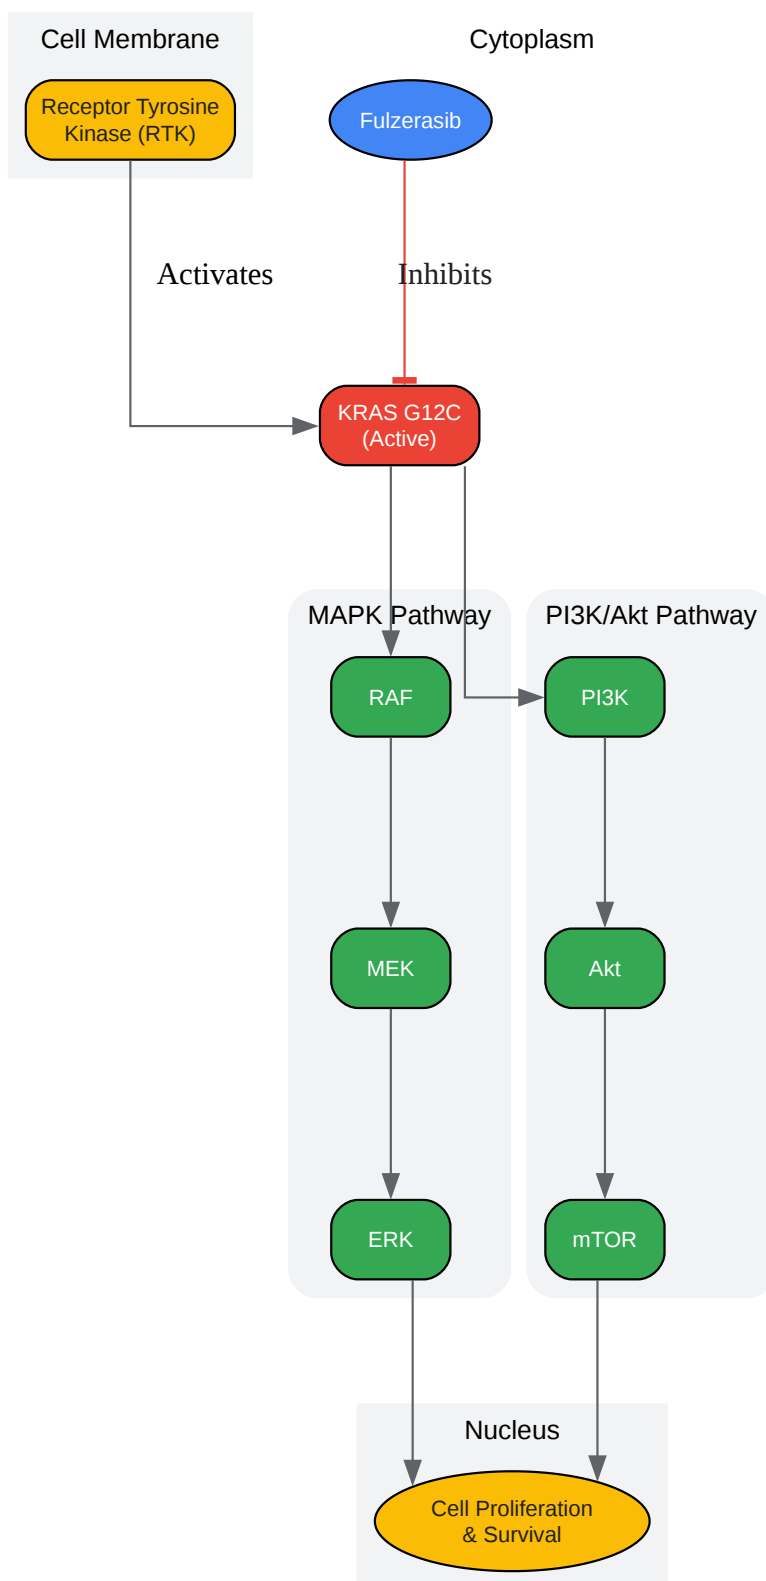 Cell Membrane
Cytoplasm
Receptor Tyrosine
Kinase (RTK)
Fulzerasib
Activates
Inhibits
KRAS G12C
(Active)
MAPK Pathway
PI3K/Akt Pathway
RAF
PI3K
MEK
Akt
ERK
mTOR
Nucleus
Cell Proliferation
& Survival